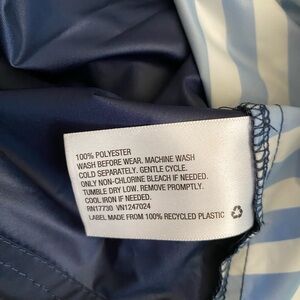 100% POLYESTER
WASH BEFORE WEAR. MACHINE WASH
COLD SEPARATELY. GENTLE CYCLE.
ONLY NON-CHLORINE BLEACH IF NEEDED.
TUMBLE DRY LOW. REMOVE PROMPTLY.
COOL IRON IF NEEDED.
RN17730 VN1247024
LABEL MADE FROM 100% RECYCLED PLASTIC